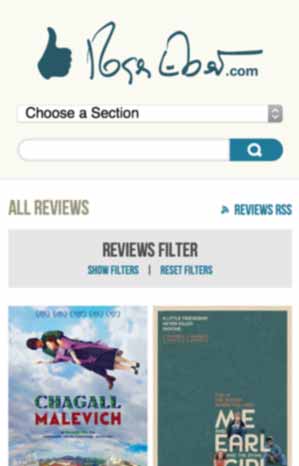 Roger Ebert.com
Choose a Section
ALL REVIEWS
REVIEWS RSS
REVIEWS FILTER
SHOW FILTERS | RESET FILTERS
CHAGALL
MALEVICH
A LITTLE FRIENDSHIP
NEVER KILLED
ANYONE.
ME
AND
EARL
AND THE DYING
GIRL